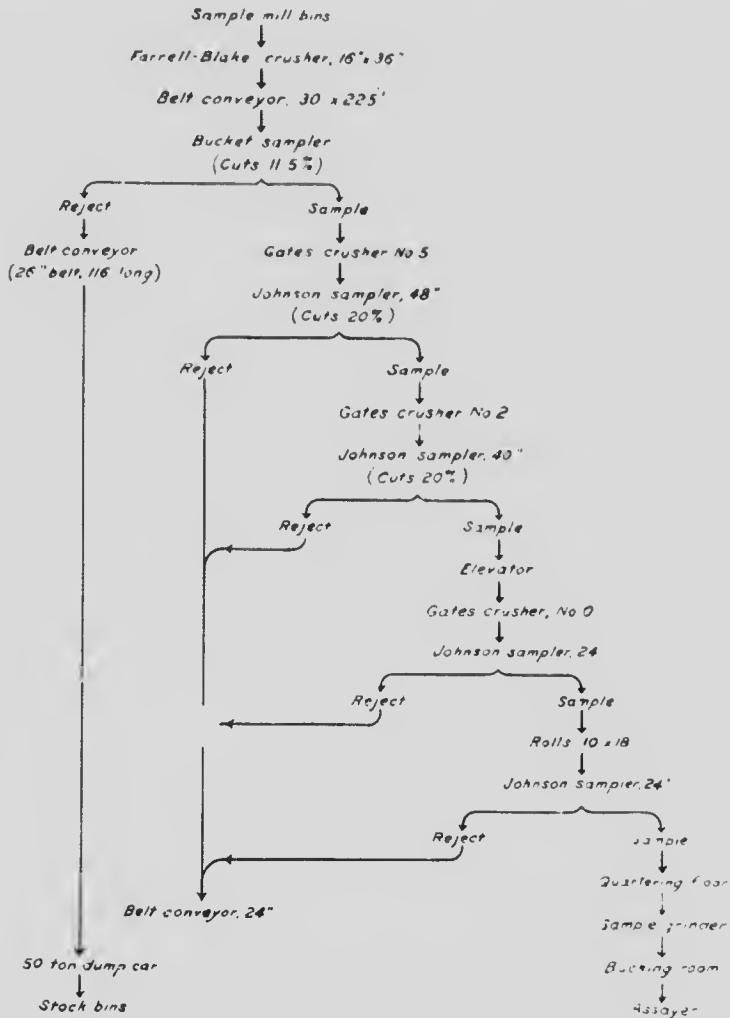 Sample mill bins
Farrell-Blake crusher, 16" x 36"
Belt conveyor, 30 x 225'
Bucket sampler
(Cuts 11 5%)
Reject
Sample
Belt conveyor
(26" belt, 116 long)
Gates crusher No 5
Johnson sampler, 48"
(Cuts 20%)
Reject
Sample
Gates crusher No 2
Johnson sampler, 40"
(Cuts 20%)
Reject
Sample
Elevator
Gates crusher, No 0
Johnson sampler, 24
Reject
Sample
Rolls 10 x 18
Johnson sampler, 24"
Reject
Sample
Quartering floor
Belt conveyor, 24"
Sample grinder
50 ton dump car
Bucking room
Stock bins
Assayer